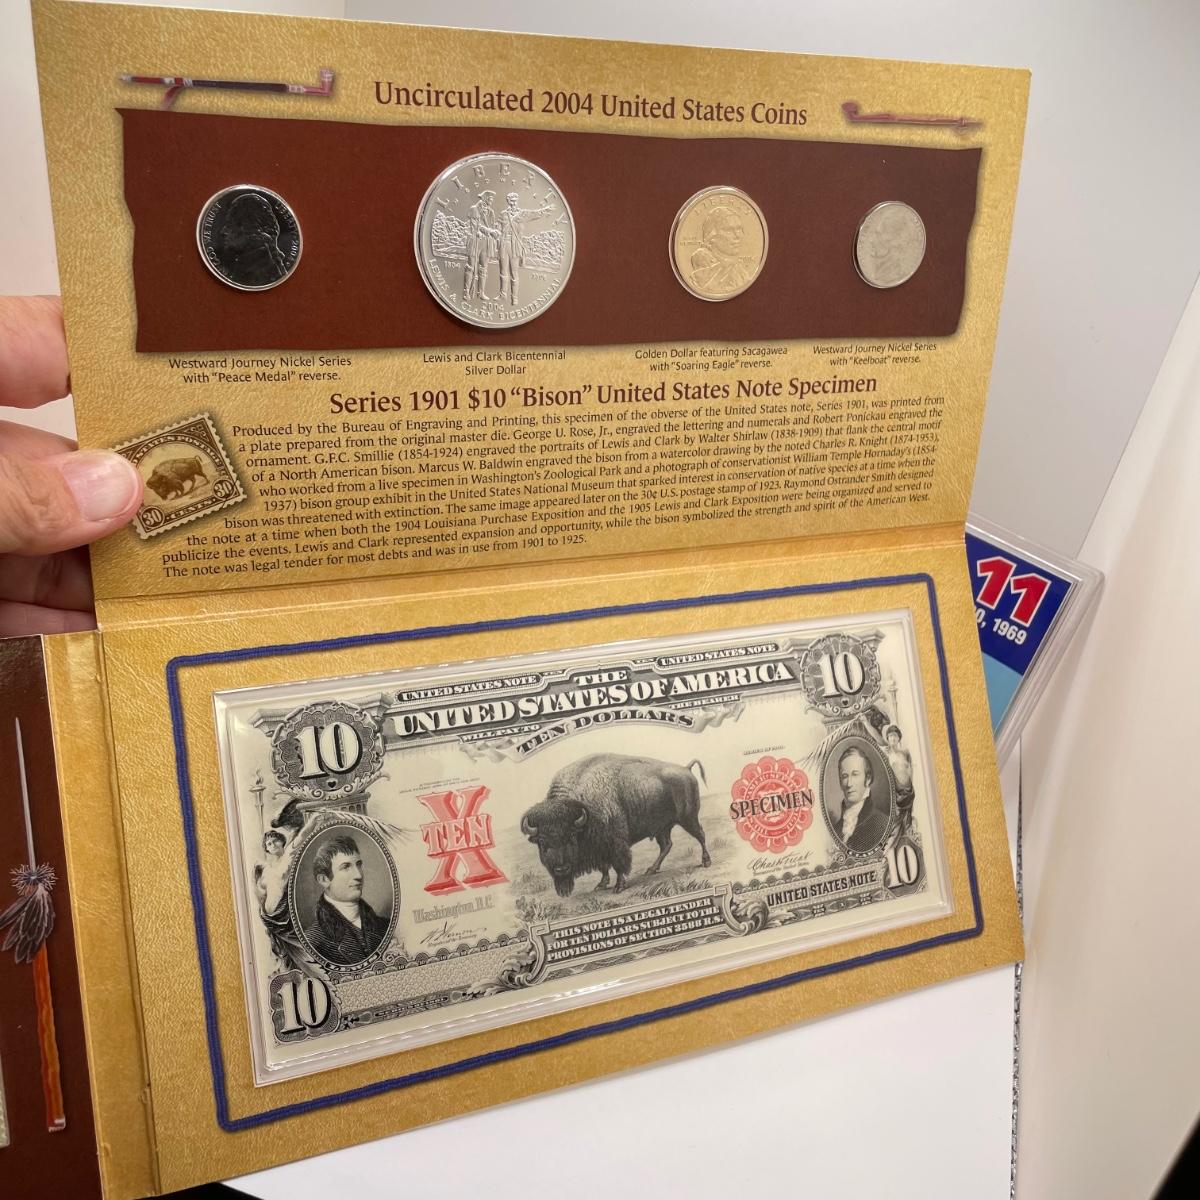 Uncirculated 2004 United States Coins
IN GOD WE TRUST
LIBERTY
LEWIS & CLARK BICENTENNIAL
1804
2004
LIBERTY
Westward Journey Nickel Series
with "Peace Medal" reverse.
Lewis and Clark Bicentennial
Silver Dollar
Golden Dollar featuring Sacagawea
with "Soaring Eagle" reverse.
Westward Journey Nickel Series
with "Keelboat" reverse.
Series 1901 $10 "Bison" United States Note Specimen
Produced by the Bureau of Engraving and Printing, this specimen of the obverse of the United States note, Series 1901, was printed from
a plate prepared from the original master die. George U. Rose, Jr., engraved the lettering and numerals and Robert Ponickau engraved the
ornament. G.F.C. Smillie (1854-1924) engraved the portraits of Lewis and Clark by Walter Shirlaw (1838-1909) that flank the central motif
of a North American bison. Marcus W. Baldwin engraved the bison from a watercolor drawing by the noted Charles R. Knight (1874-1953),
who worked from a live specimen in Washington's Zoological Park and a photograph of conservationist William Temple Hornaday's (1854-
1937) bison group exhibit in the United States National Museum that sparked interest in conservation of native species at a time when the
bison was threatened with extinction. The same image appeared later on the 30¢ U.S. postage stamp of 1923. Raymond Ostrander Smith designed
the note at a time when both the 1904 Louisiana Purchase Exposition and the 1905 Lewis and Clark Exposition were being organized and served to
publicize the events. Lewis and Clark represented expansion and opportunity, while the bison symbolized the strength and spirit of the American West.
The note was legal tender for most debts and was in use from 1901 to 1925.
30 CENTS 30
11
0, 1969
UNITED STATES NOTE
UNITED STATES NOTE
THE
UNITED STATES OF AMERICA
WILL PAY TO
THE BEARER
TEN DOLLARS
10
10
X
TEN
SPECIMEN
Washington, D.C.
LEWIS
THIS NOTE IS A LEGAL TENDER
FOR TEN DOLLARS SUBJECT TO THE
PROVISIONS OF SECTION 3588 R.S.
UNITED STATES NOTE
10
10